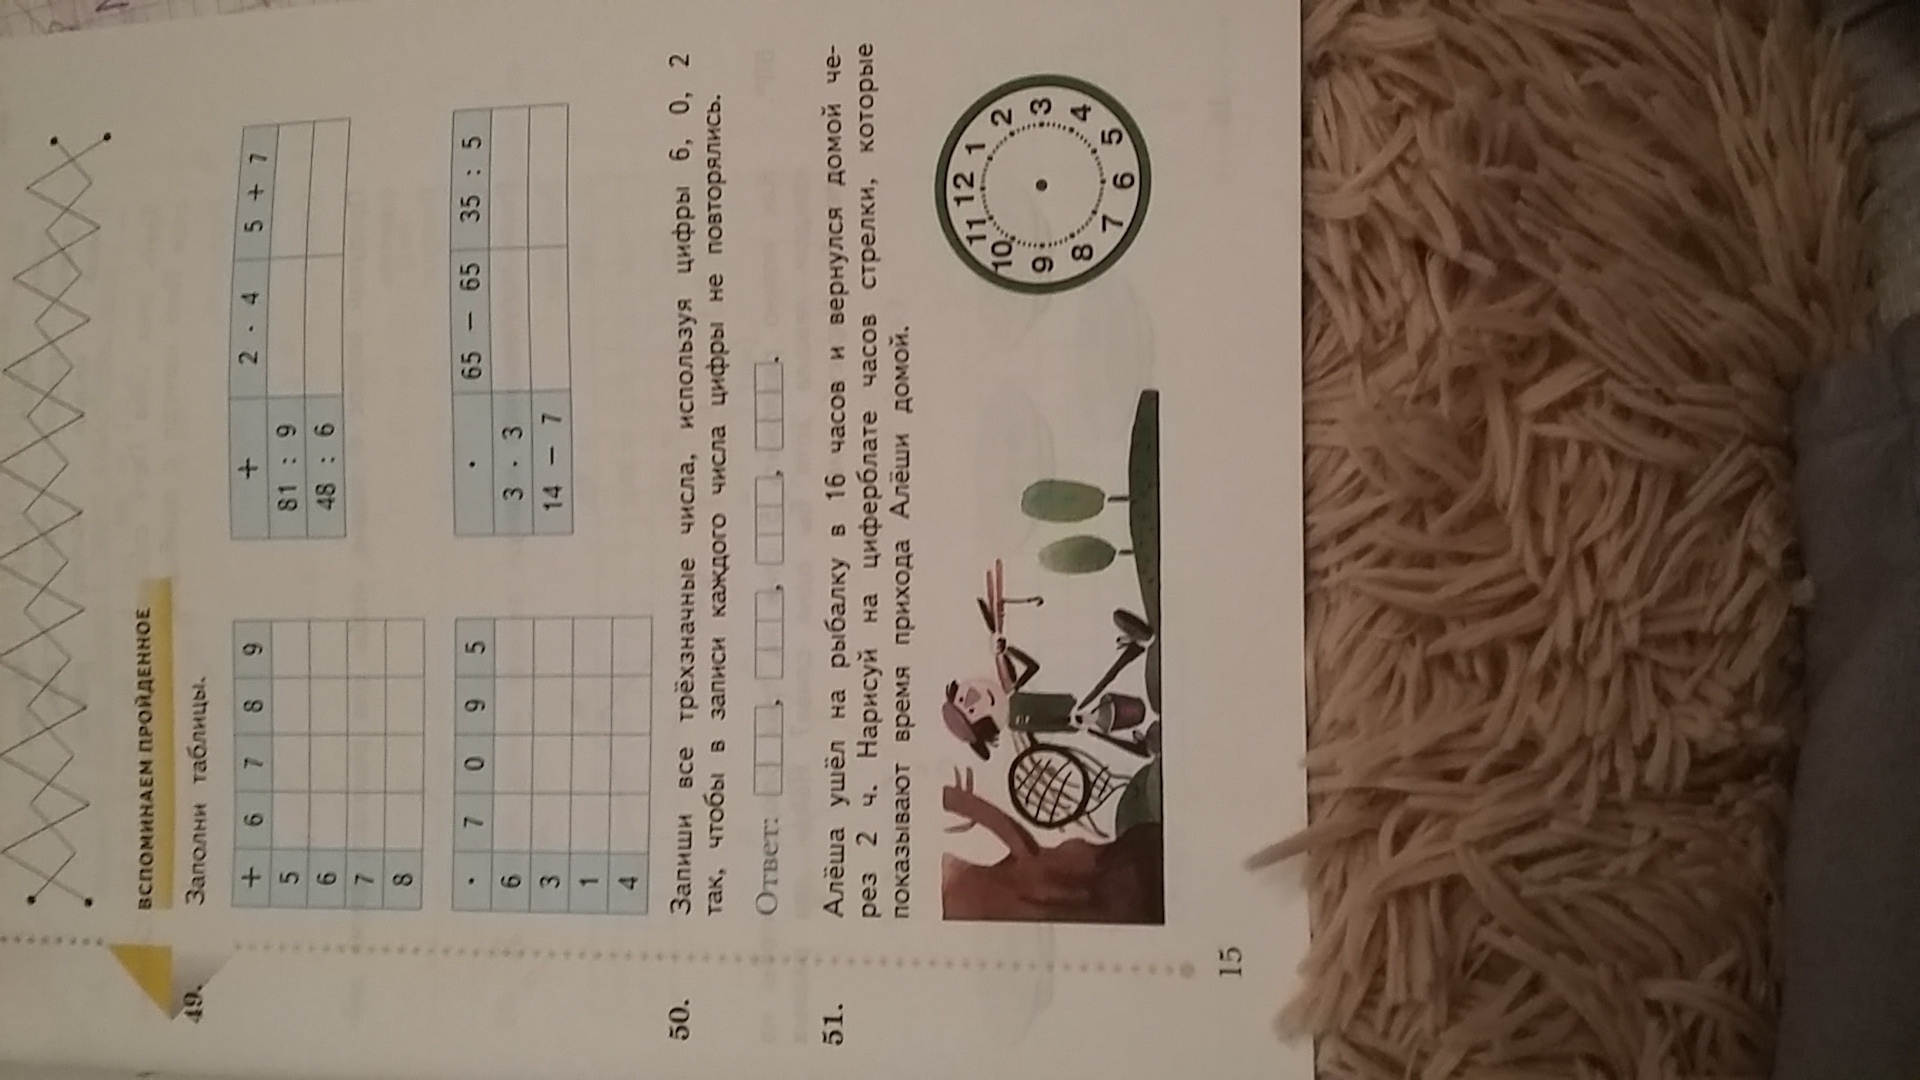 ВСПОМИНАЕМ ПРОЙДЕННОЕ
49. Заполни таблицы.
+ 6 7 8 9
5
6
7
8
+ 2 · 4 5 + 7
81 : 9
48 : 6
· 7 0 9 5
6
3
1
4
· 65 − 65 35 : 5
3 · 3
14 − 7
50. Запиши все трёхзначные числа, используя цифры 6, 0, 2
так, чтобы в записи каждого числа цифры не повторялись.
Ответ: , , , .
51. Алёша ушёл на рыбалку в 16 часов и вернулся домой че-
рез 2 ч. Нарисуй на циферблате часов стрелки, которые
показывают время прихода Алёши домой.
12 1 2 3 4 5 6 7 8 9 10 11
15